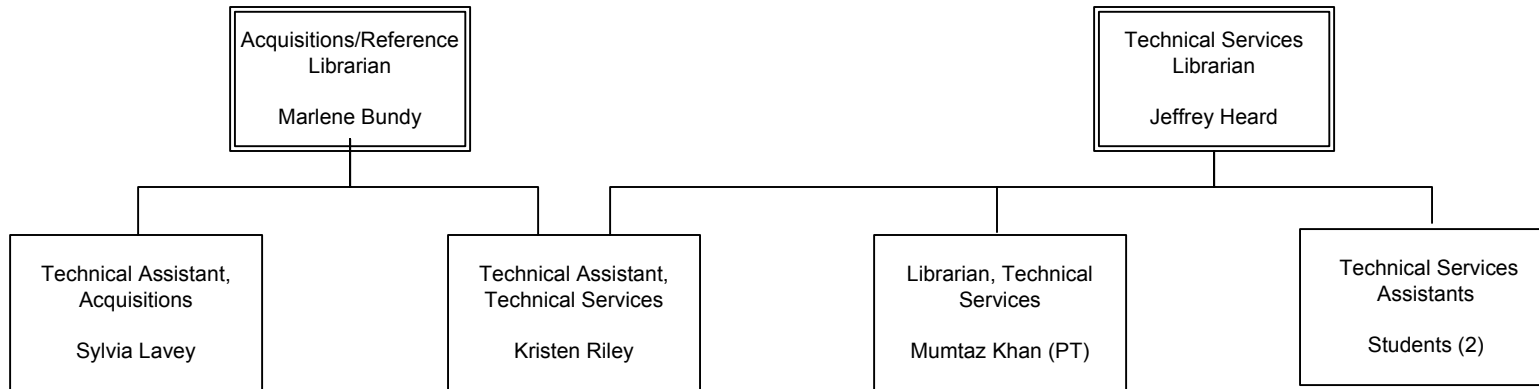 Acquisitions/Reference
Librarian
Marlene Bundy
Technical Services
Librarian
Jeffrey Heard
Technical Assistant,
Acquisitions
Sylvia Lavey
Technical Assistant,
Technical Services
Kristen Riley
Librarian, Technical
Services
Mumtaz Khan (PT)
Technical Services
Assistants
Students (2)